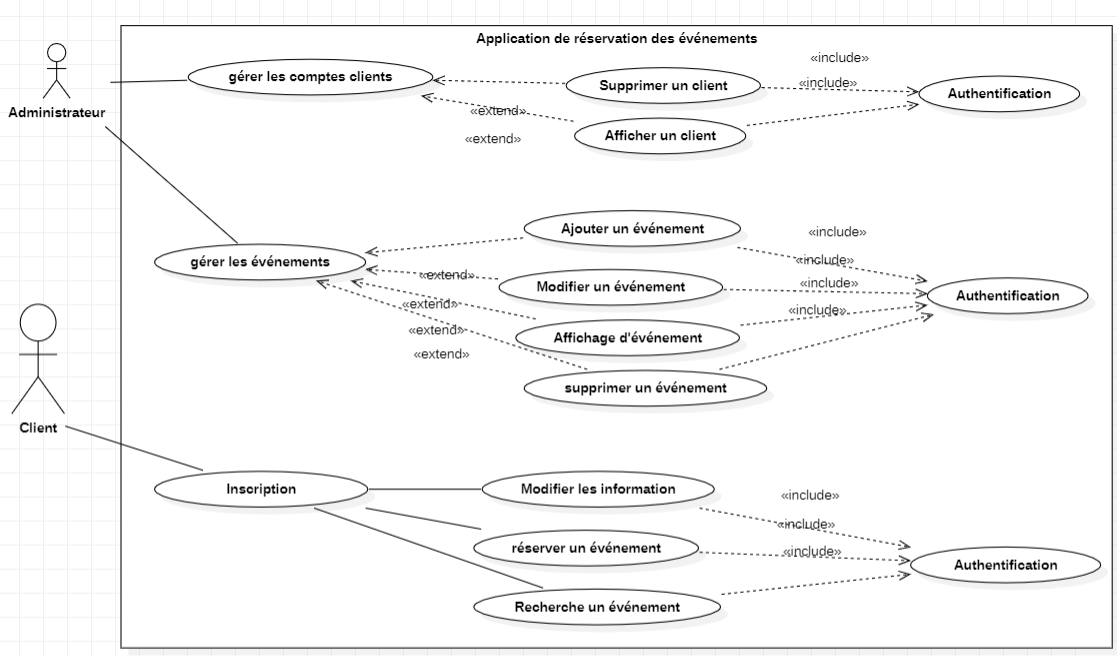 Application de réservation des événements
«include»
gérer les comptes clients
Supprimer un client
«include»
Authentification
Administrateur
«extend»
Afficher un client
«extend»
Ajouter un événement
«include»
gérer les événements
«include»
«extend»
Modifier un événement
«include»
Authentification
«extend»
«include»
«extend»
Affichage d'événement
«extend»
supprimer un événement
Client
Inscription
Modifier les information
«include»
«include»
réserver un événement
«include»
Authentification
Recherche un événement